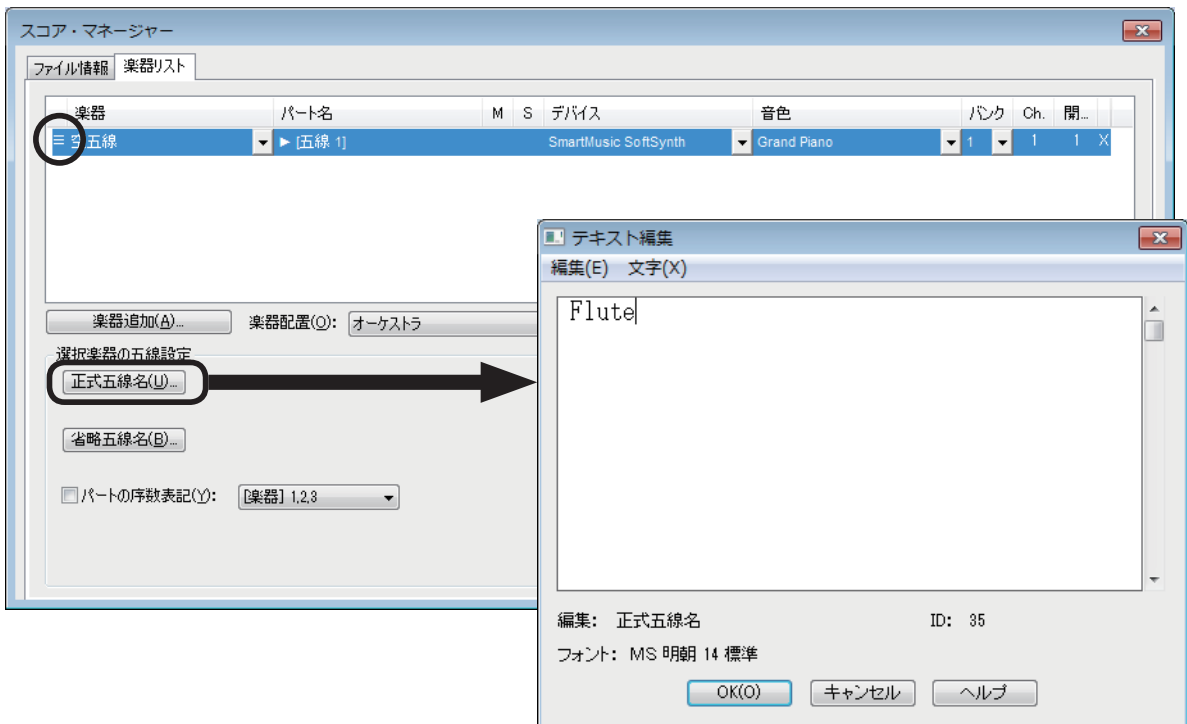 スコア・マネージャー
ファイル情報 楽器リスト
楽器 パート名 M S デバイス 音色 バンク Ch. 開...
空五線 [五線 1] SmartMusic SoftSynth Grand Piano 1 1 1 X
楽器追加(A)... 楽器配置(O): オーケストラ
選択楽器の五線設定
正式五線名(U)...
省略五線名(B)...
パートの序数表記(Y): [楽器] 1,2,3
テキスト編集
編集(E) 文字(X)
Flute
編集: 正式五線名 ID: 35
フォント: MS 明朝 14 標準
OK(O) キャンセル ヘルプ